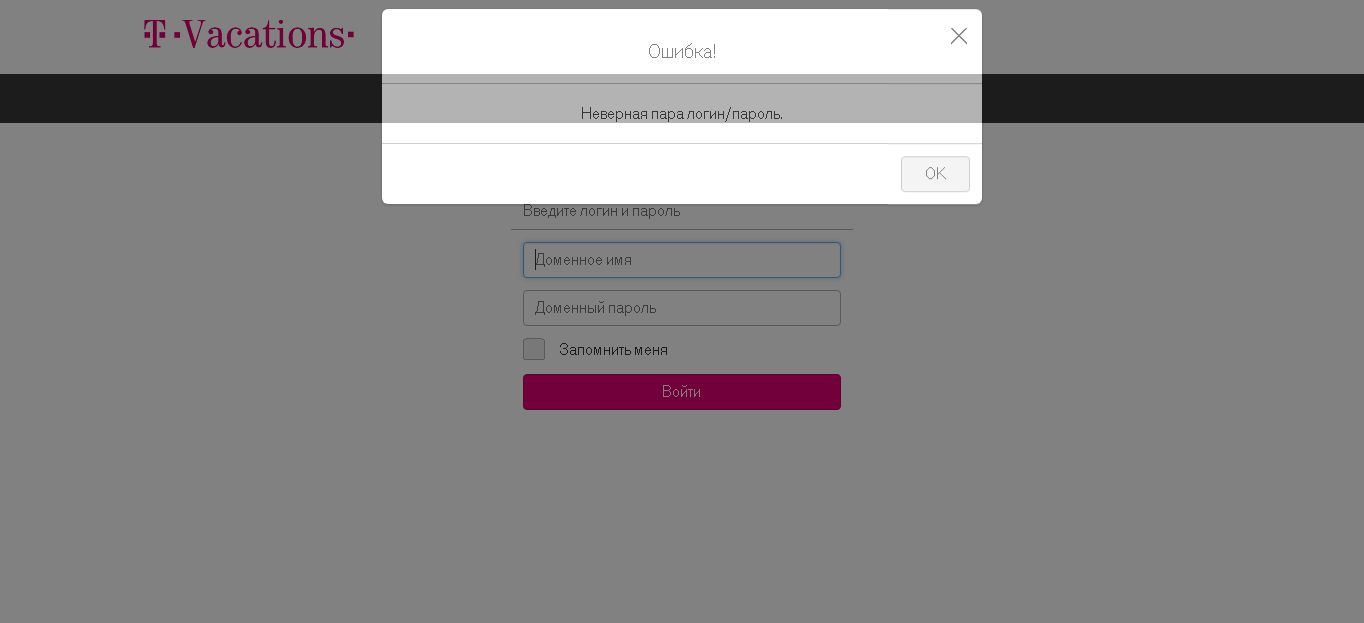 T ·Vacations·
Ошибка!
Неверная пара логин/пароль.
OK
Введите логин и пароль
Доменное имя
Доменный пароль
Запомнить меня
Войти